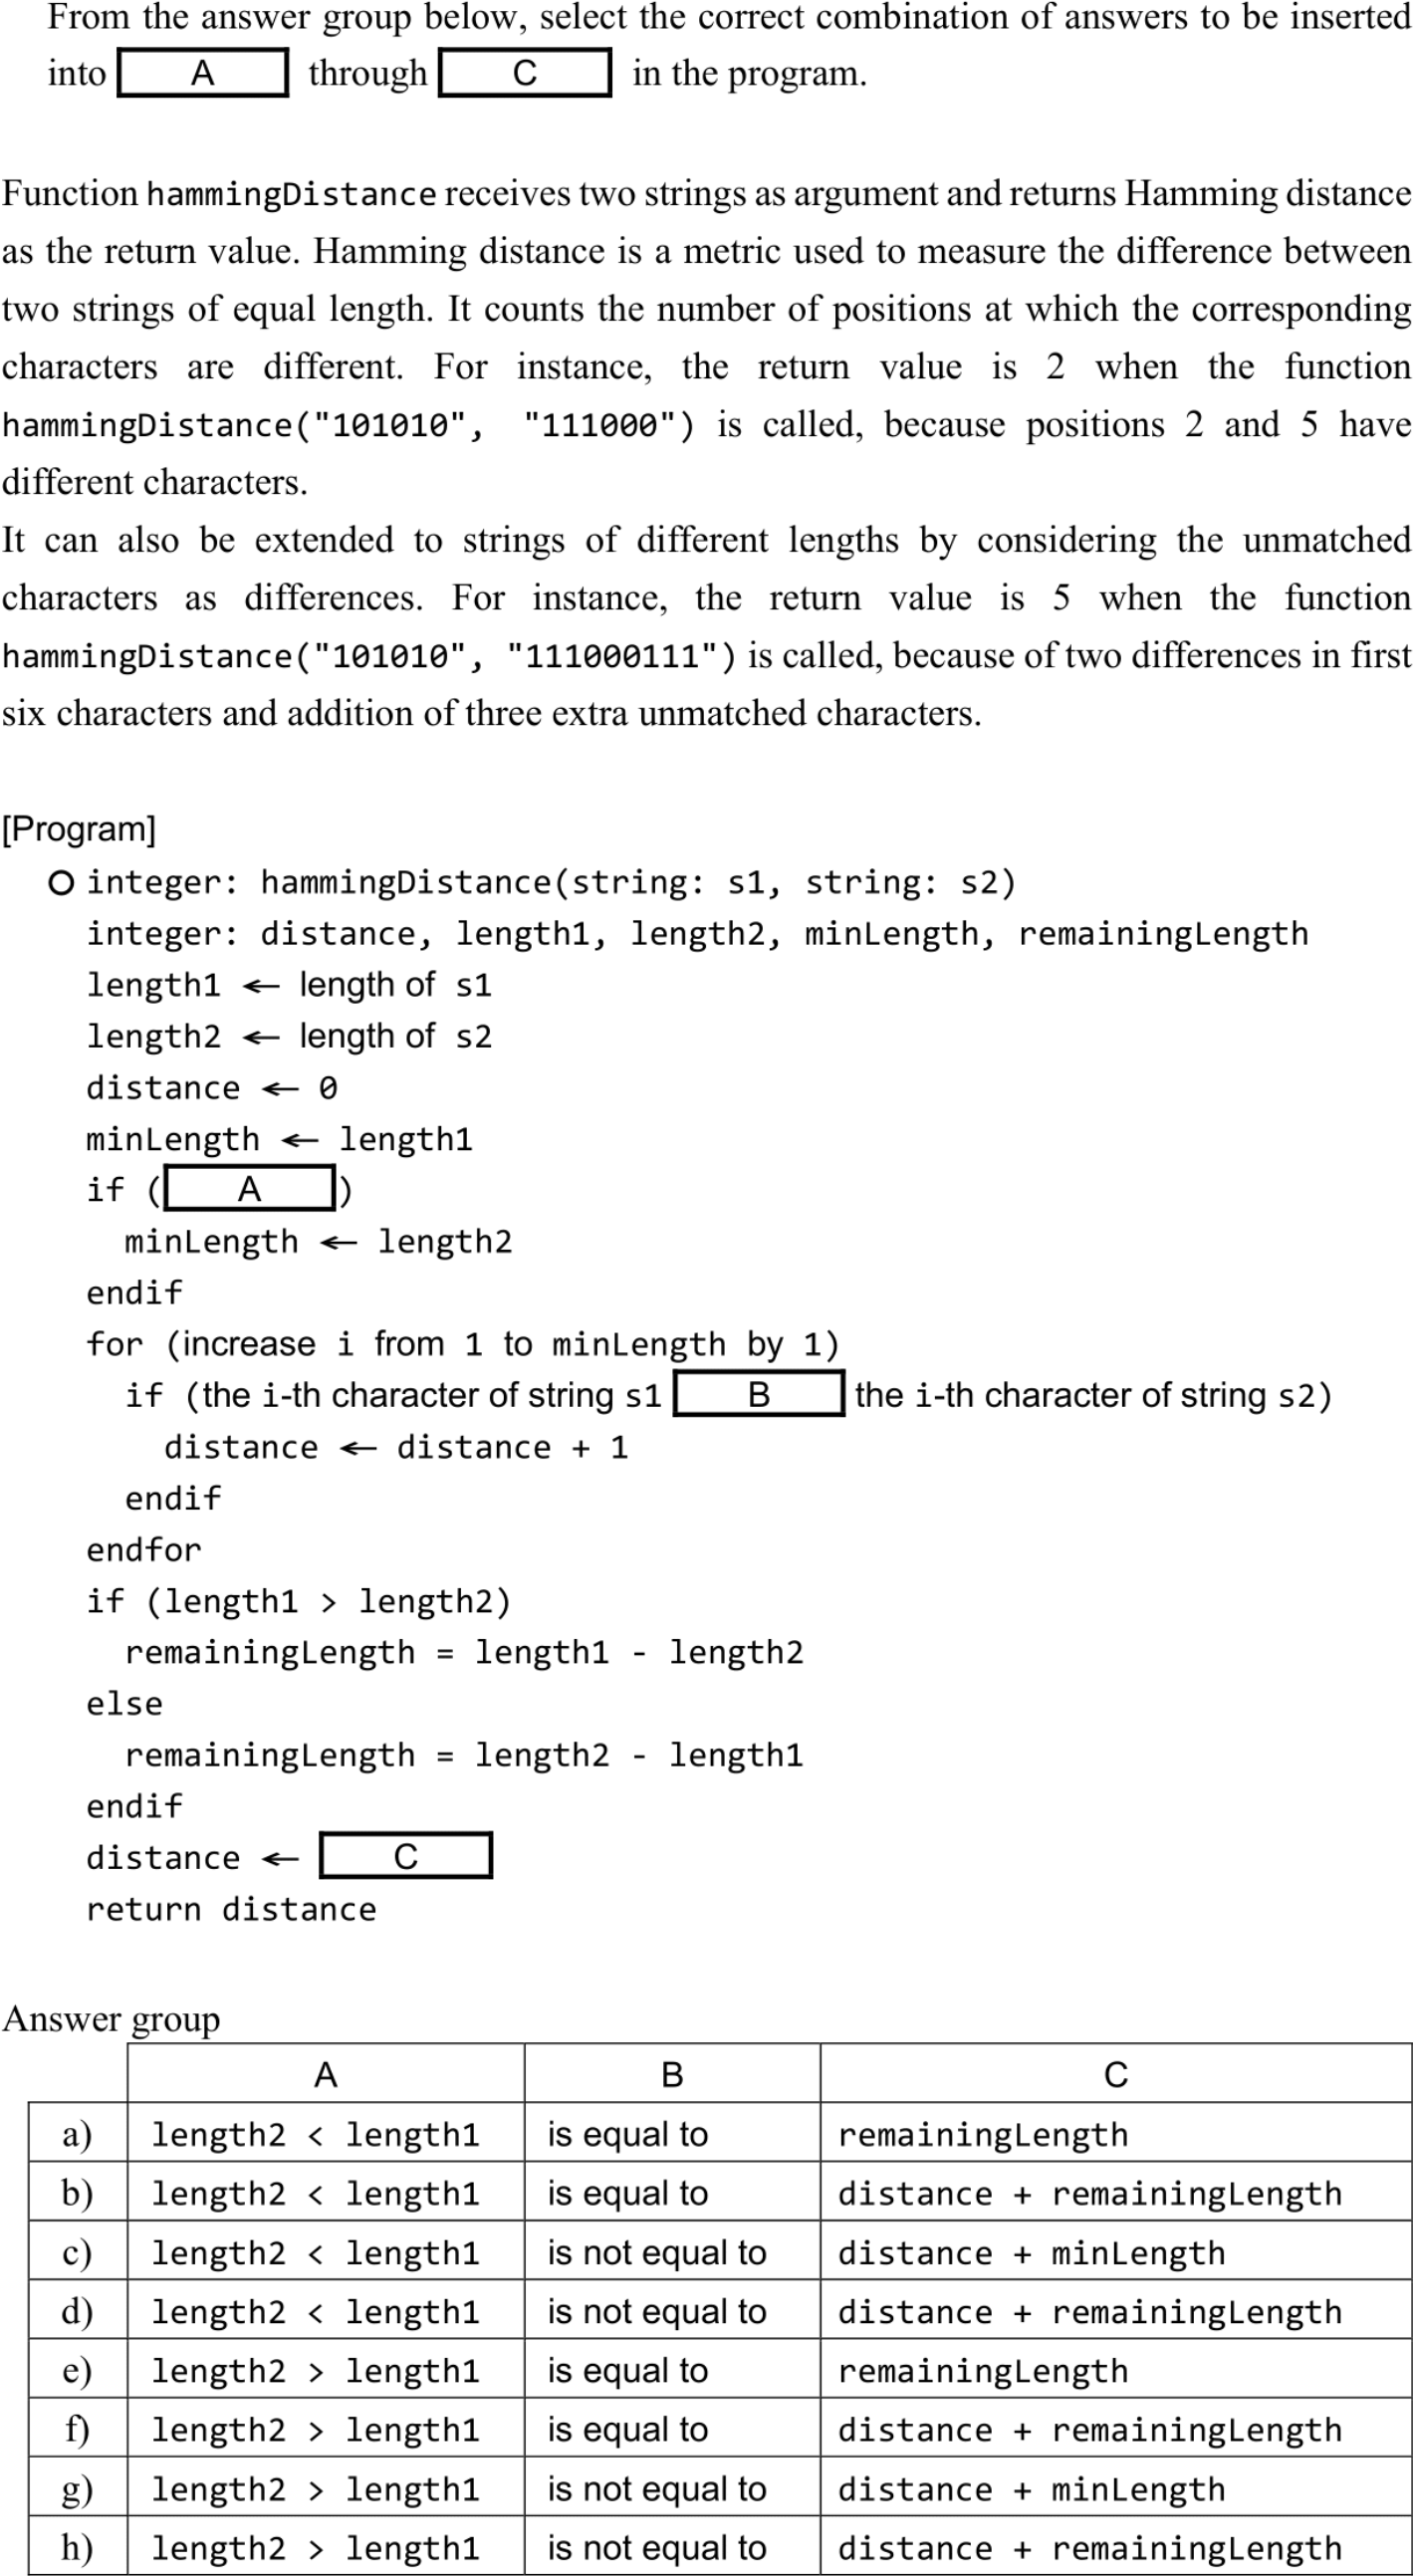 From the answer group below, select the correct combination of answers to be inserted
into A through C in the program.
Function hammingDistance receives two strings as argument and returns Hamming distance
as the return value. Hamming distance is a metric used to measure the difference between
two strings of equal length. It counts the number of positions at which the corresponding
characters are different. For instance, the return value is 2 when the function
hammingDistance("101010", "111000") is called, because positions 2 and 5 have
different characters.
It can also be extended to strings of different lengths by considering the unmatched
characters as differences. For instance, the return value is 5 when the function
hammingDistance("101010", "111000111") is called, because of two differences in first
six characters and addition of three extra unmatched characters.
[Program]
○ integer: hammingDistance(string: s1, string: s2)
integer: distance, length1, length2, minLength, remainingLength
length1 ← length of s1
length2 ← length of s2
distance ← 0
minLength ← length1
if ( A )
minLength ← length2
endif
for (increase i from 1 to minLength by 1)
if (the i-th character of string s1 B the i-th character of string s2)
distance ← distance + 1
endif
endfor
if (length1 > length2)
remainingLength = length1 - length2
else
remainingLength = length2 - length1
endif
distance ← C
return distance
Answer group
A B C
a) length2 < length1 is equal to remainingLength
b) length2 < length1 is equal to distance + remainingLength
c) length2 < length1 is not equal to distance + minLength
d) length2 < length1 is not equal to distance + remainingLength
e) length2 > length1 is equal to remainingLength
f) length2 > length1 is equal to distance + remainingLength
g) length2 > length1 is not equal to distance + minLength
h) length2 > length1 is not equal to distance + remainingLength